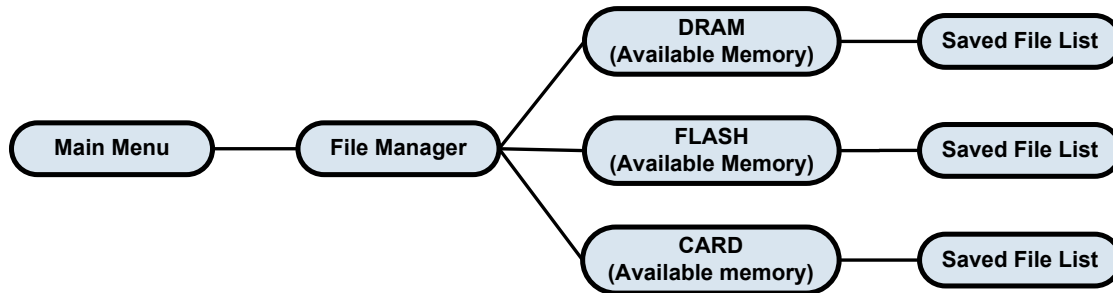 DRAM
(Available Memory)
Saved File List
Main Menu
File Manager
FLASH
(Available Memory)
Saved File List
CARD
(Available memory)
Saved File List